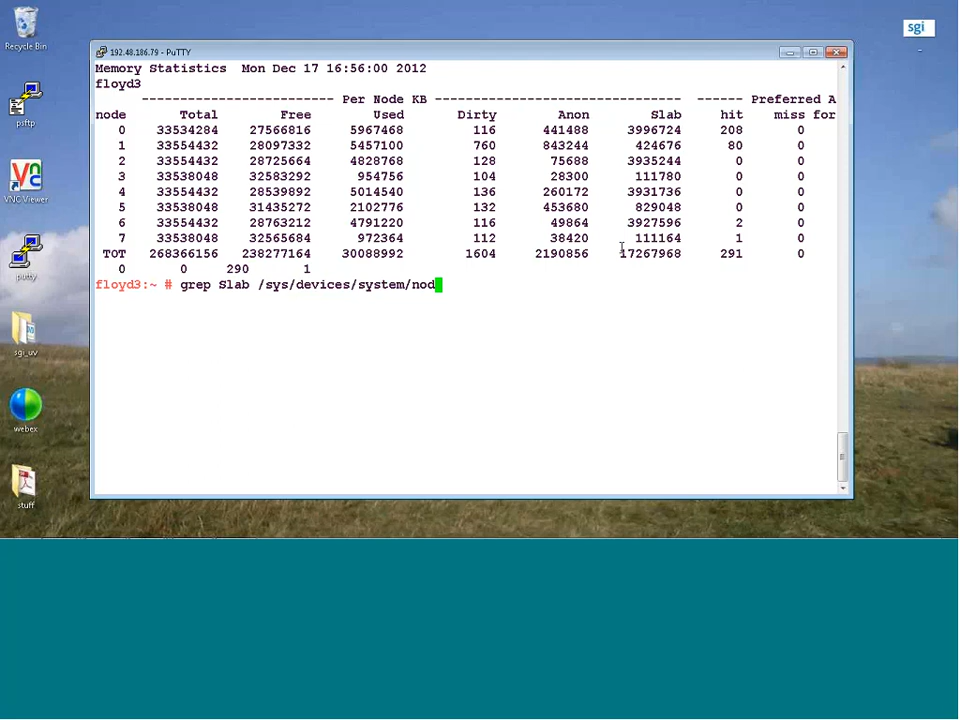 Recycle Bin
psftp
VNC Viewer
putty
sgi_uv
webex
stuff
sgi
192.48.186.79 - PuTTY
Memory Statistics  Mon Dec 17 16:56:00 2012
floyd3
------------------------- Per Node KB -------------------------------- ------ Preferred A
node Total Free Used Dirty Anon Slab hit miss for
0 33534284 27566816 5967468 116 441488 3996724 208 0
1 33554432 28097332 5457100 760 843244 424676 80 0
2 33554432 28725664 4828768 128 75688 3935244 0 0
3 33538048 32583292 954756 104 28300 111780 0 0
4 33554432 28539892 5014540 136 260172 3931736 0 0
5 33538048 31435272 2102776 132 453680 829048 0 0
6 33554432 28763212 4791220 116 49864 3927596 2 0
7 33538048 32565684 972364 112 38420 111164 1 0
TOT 268366156 238277164 30088992 1604 2190856 17267968 291 0
0 0 290 1
floyd3:~ # grep Slab /sys/devices/system/nod